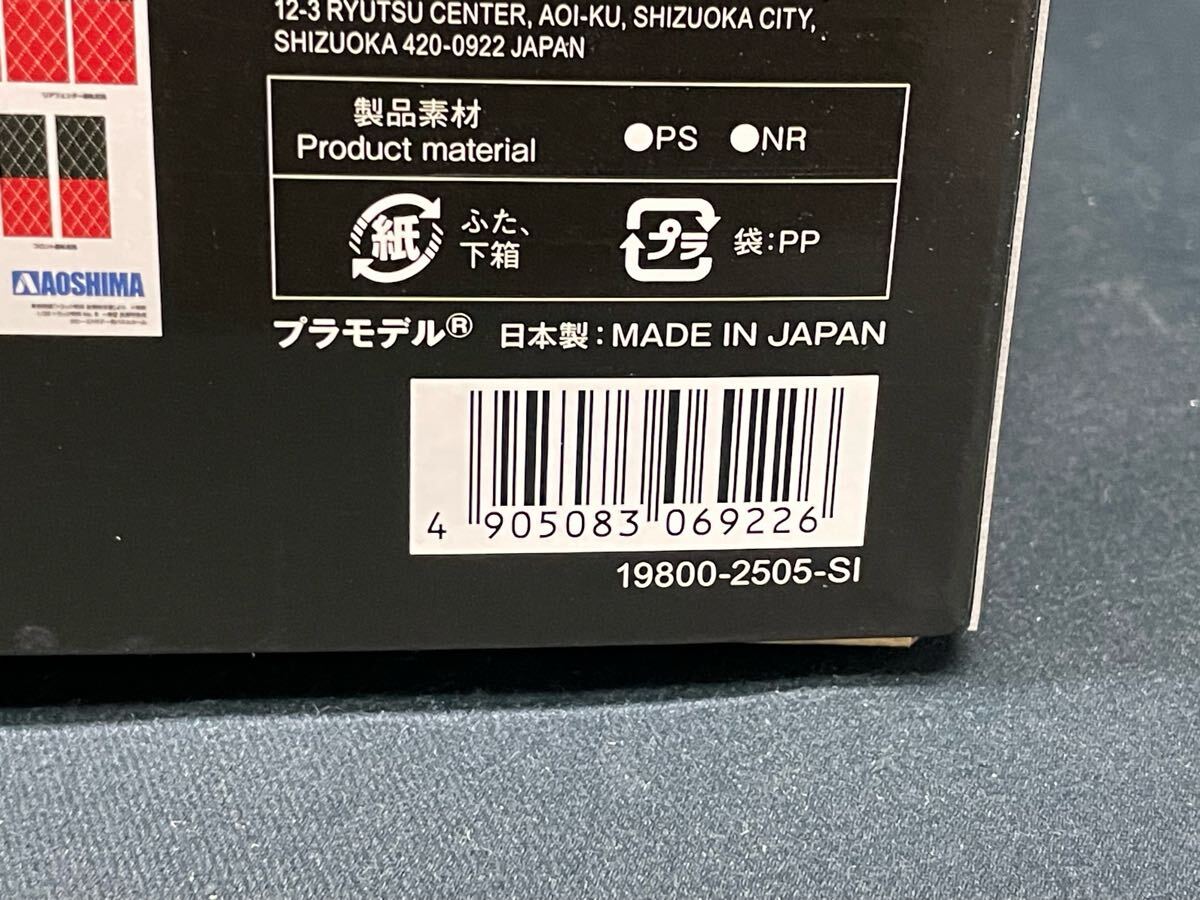 12-3 RYUTSU CENTER, AOI-KU, SHIZUOKA CITY,
SHIZUOKA 420-0922 JAPAN
製品素材
Product material
●PS ●NR
紙
ふた、
下箱
プラ
袋:PP
プラモデル® 日本製:MADE IN JAPAN
4 905083 069226
19800-2505-SI
AOSHIMA